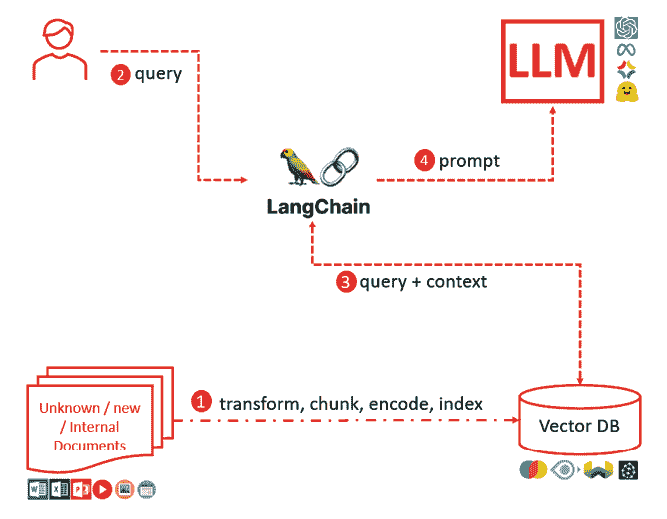 2 query
LLM
4 prompt
LangChain
3 query + context
Unknown / new
/ Internal
Documents
1 transform, chunk, encode, index
Vector DB
W
X
P